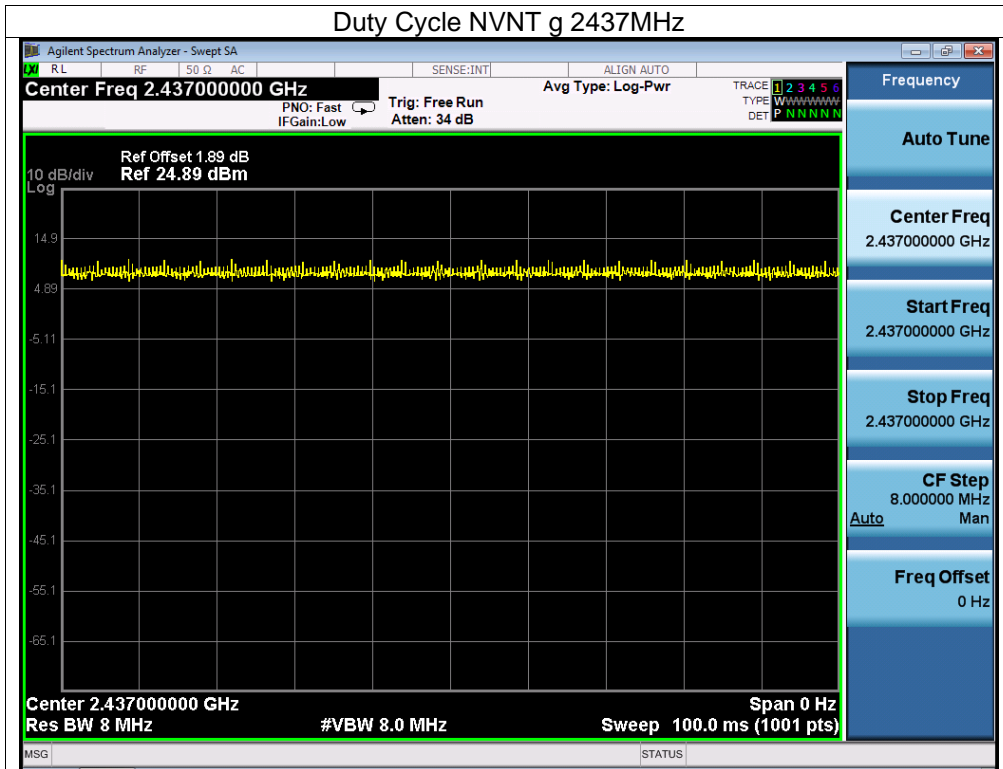 Duty Cycle NVNT g 2437MHz
Agilent Spectrum Analyzer - Swept SA
LXI RL RF 50 Ω AC SENSE:INT ALIGN AUTO
Center Freq 2.437000000 GHz
PNO: Fast
IFGain:Low
Trig: Free Run
Atten: 34 dB
Avg Type: Log-Pwr
TRACE 1 2 3 4 5 6
TYPE WWWWWW
DET P N N N N N
Ref Offset 1.89 dB
10 dB/div Ref 24.89 dBm
Log
14.9
4.89
-5.11
-15.1
-25.1
-35.1
-45.1
-55.1
-65.1
Center 2.437000000 GHz Span 0 Hz
Res BW 8 MHz #VBW 8.0 MHz Sweep 100.0 ms (1001 pts)
MSG STATUS
Frequency
Auto Tune
Center Freq
2.437000000 GHz
Start Freq
2.437000000 GHz
Stop Freq
2.437000000 GHz
CF Step
8.000000 MHz
Auto Man
Freq Offset
0 Hz